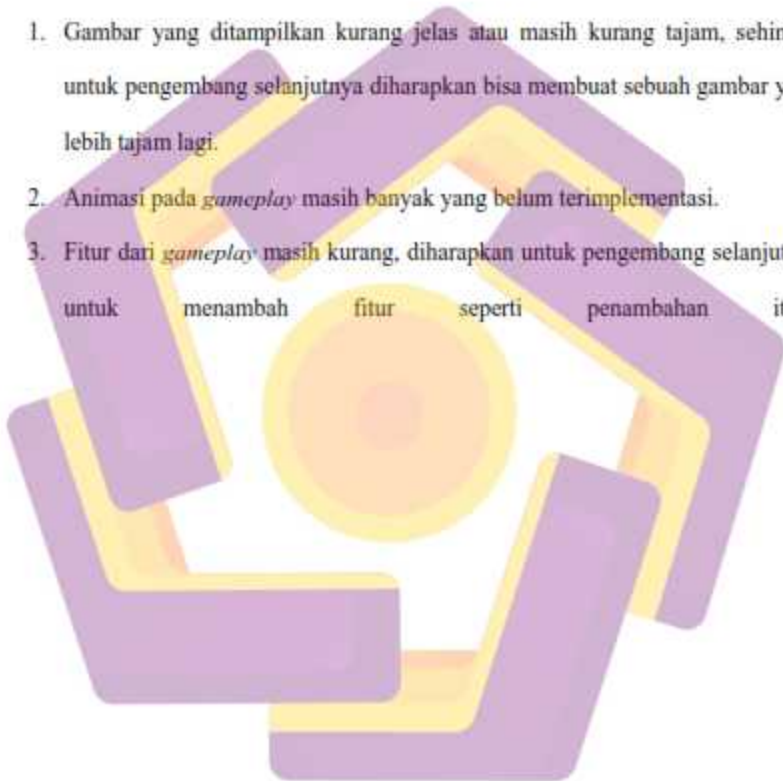 1. Gambar yang ditampilkan kurang jelas atau masih kurang tajam, sehin
untuk pengembang selanjutnya diharapkan bisa membuat sebuah gambar y
lebih tajam lagi.
2. Animasi pada gameplay masih banyak yang belum terimplementasi.
3. Fitur dari gameplay masih kurang, diharapkan untuk pengembang selanjut
untuk menambah fitur seperti penambahan it